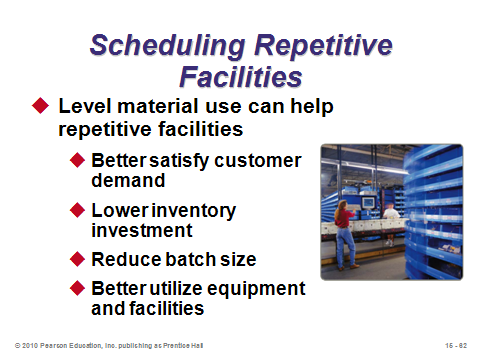 Scheduling Repetitive
Facilities
Level material use can help
repetitive facilities
Better satisfy customer
demand
Lower inventory
investment
Reduce batch size
Better utilize equipment
and facilities
© 2010 Pearson Education, Inc. publishing as Prentice Hall
15 - 62